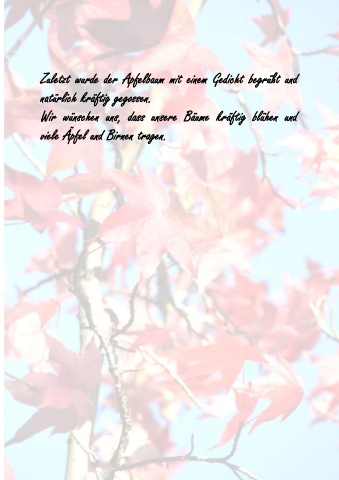 Zuletzt wurde der Apfelbaum mit einem Gedicht begrüßt und
natürlich kräftig gegossen.
Wir wünschen uns, dass unsere Bäume kräftig blühen und
viele Äpfel und Birnen tragen.